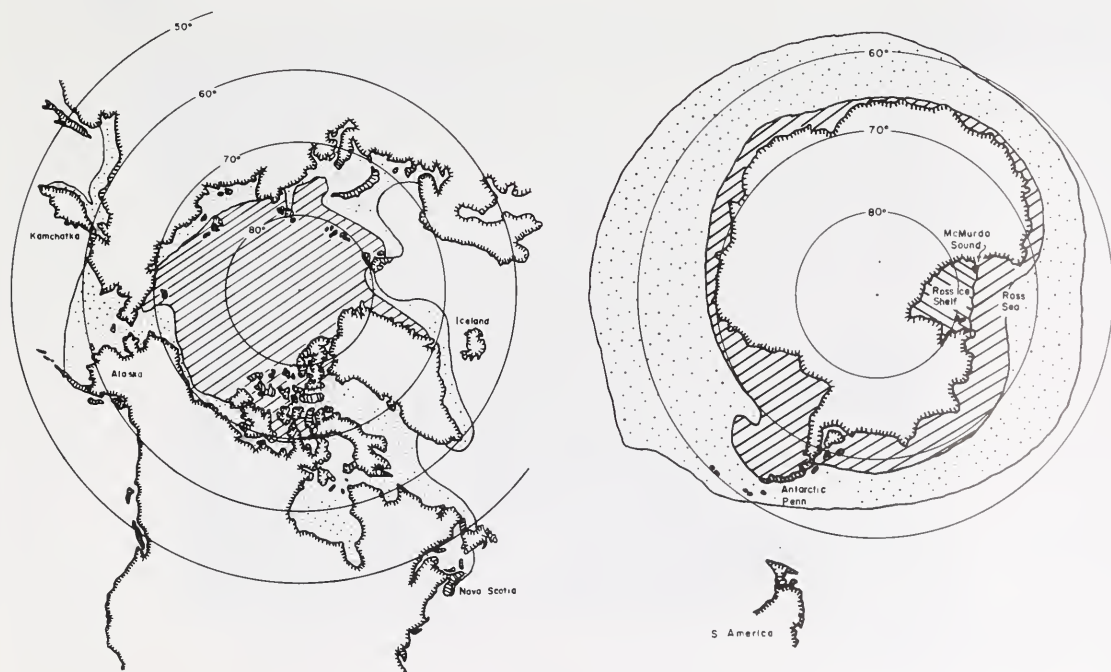 50°
60°
70°
80°
Kamchatka
Alaska
Iceland
Nova Scotia
60°
70°
80°
McMurdo
Sound
Ross Ice
Shelf
Ross
Sea
Antarctic
Penn
S America